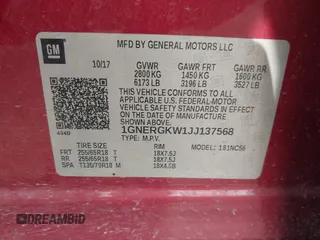 GM
MFD BY GENERAL MOTORS LLC
10/17 GVWR GAWR FRT GAWR RR
2800 KG 1450 KG 1600 KG
6173 LB 3196 LB 3527 LB
THIS VEHICLE CONFORMS TO ALL APPLICABLE
U.S. FEDERAL MOTOR VEHICLE SAFETY
STANDARDS IN EFFECT ON THE DATE
OF MANUFACTURE SHOWN ABOVE.
1GNERGKW1JJ137568
TYPE: M.P.V. MODEL: 1 81NC56
TIRE SIZE RIM
FRT 255/65R18 T 18X7.5J
RR 255/65R18 T 18X7.5J
SPA T135/70R18 M 18X4.5B
DREAMBID